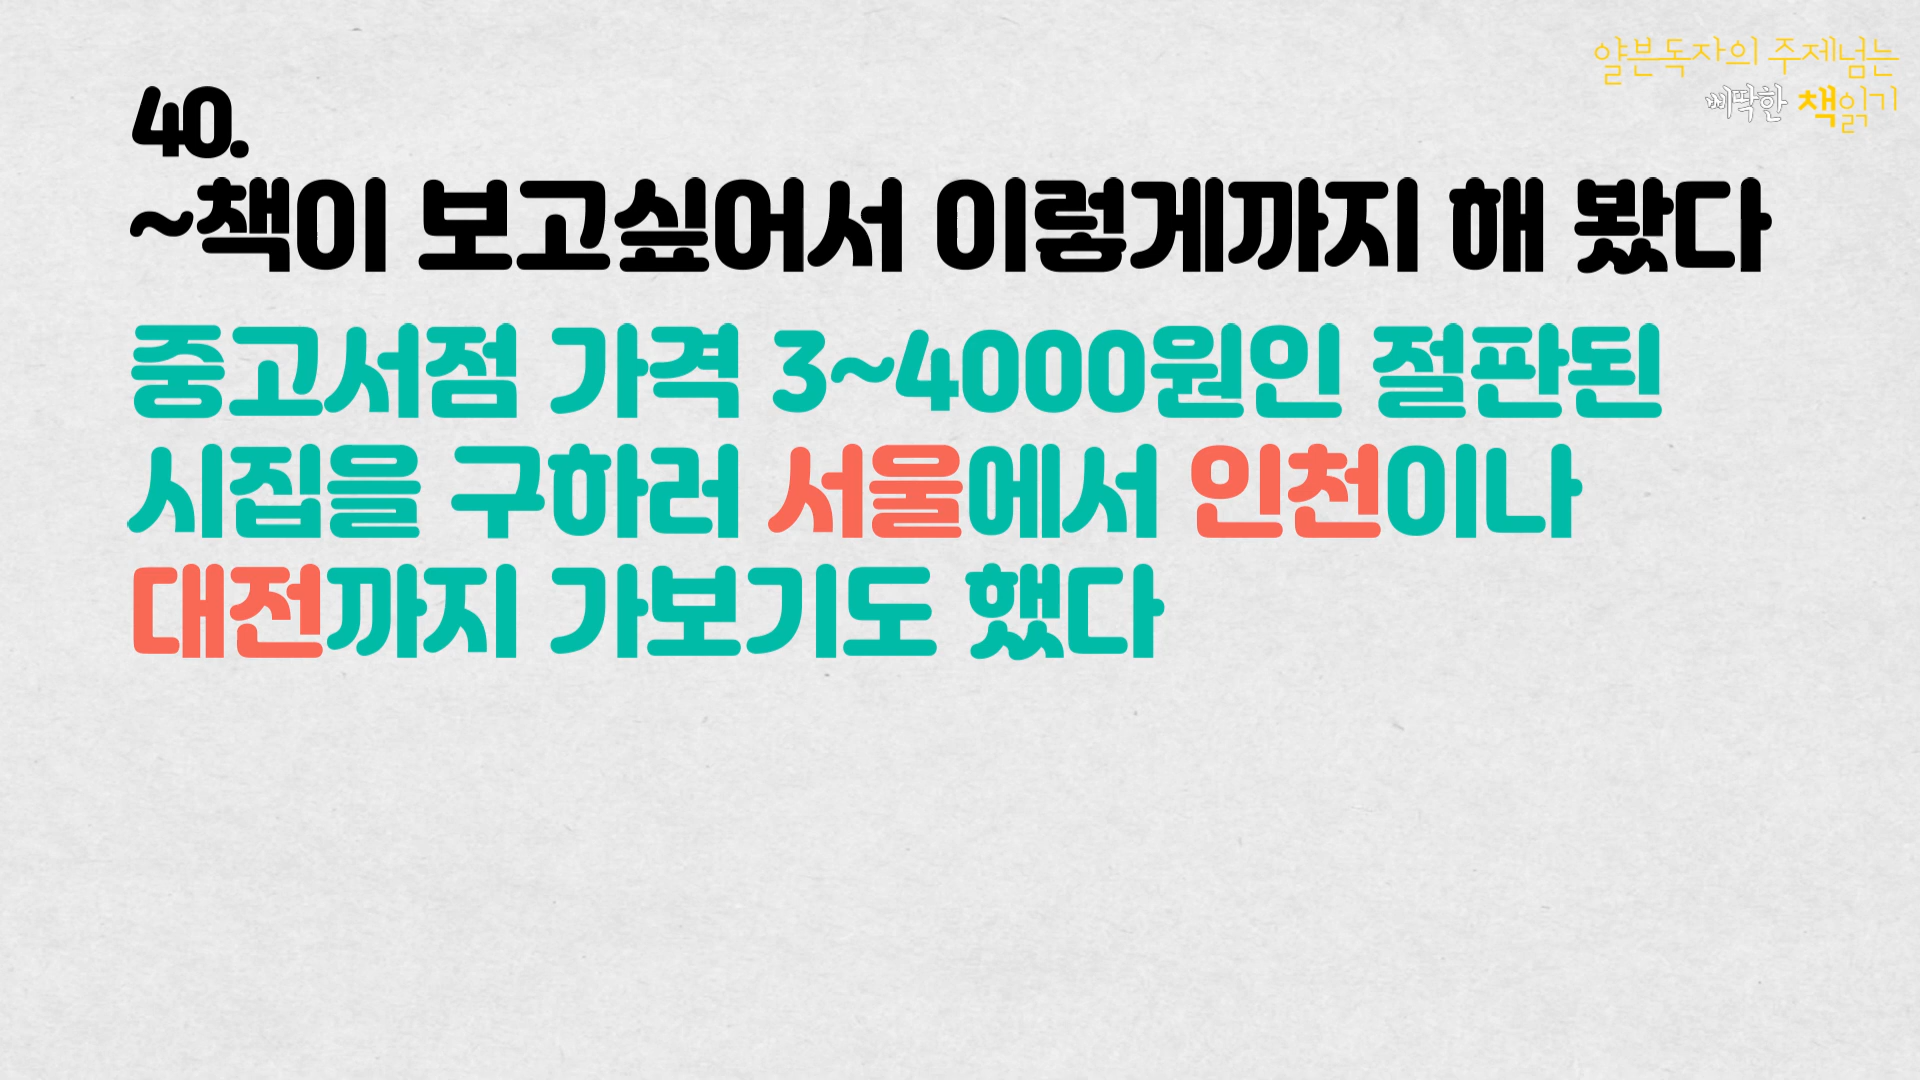 얄븐독자의 주제넘는
삐딱한 책읽기
40.
~책이 보고싶어서 이렇게까지 해 봤다
중고서점 가격 3~4000원인 절판된
시집을 구하러 서울에서 인천이나
대전까지 가보기도 했다